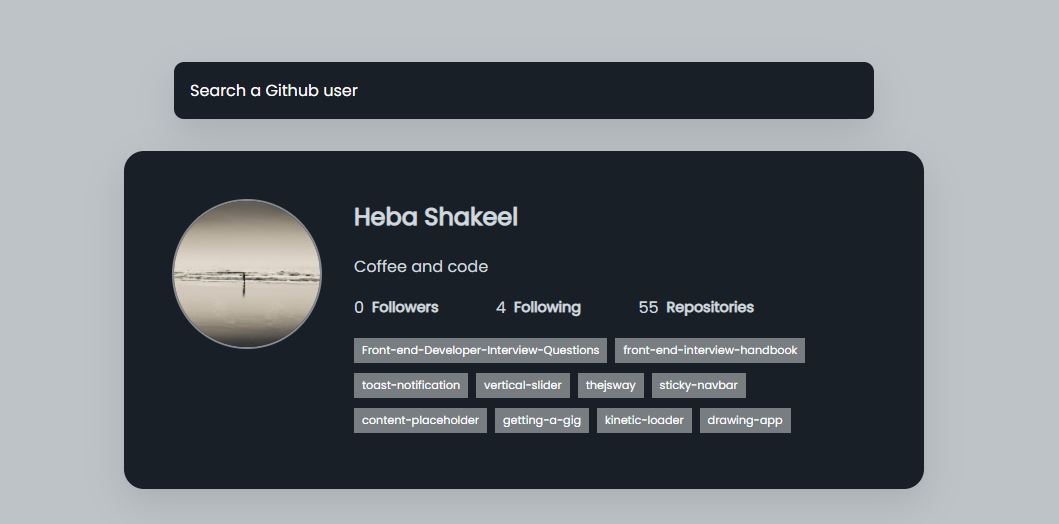 Search a Github user
Heba Shakeel
Coffee and code
0 Followers 4 Following 55 Repositories
Front-end-Developer-Interview-Questions front-end-interview-handbook
toast-notification vertical-slider thejsway sticky-navbar
content-placeholder getting-a-gig kinetic-loader drawing-app